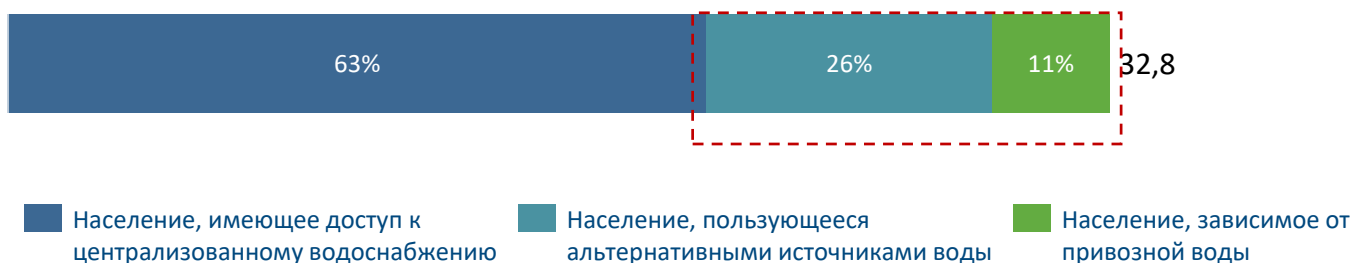 63%
26%
11%
32,8
Население, имеющее доступ к
централизованному водоснабжению
Население, пользующееся
альтернативными источниками воды
Население, зависимое от
привозной воды